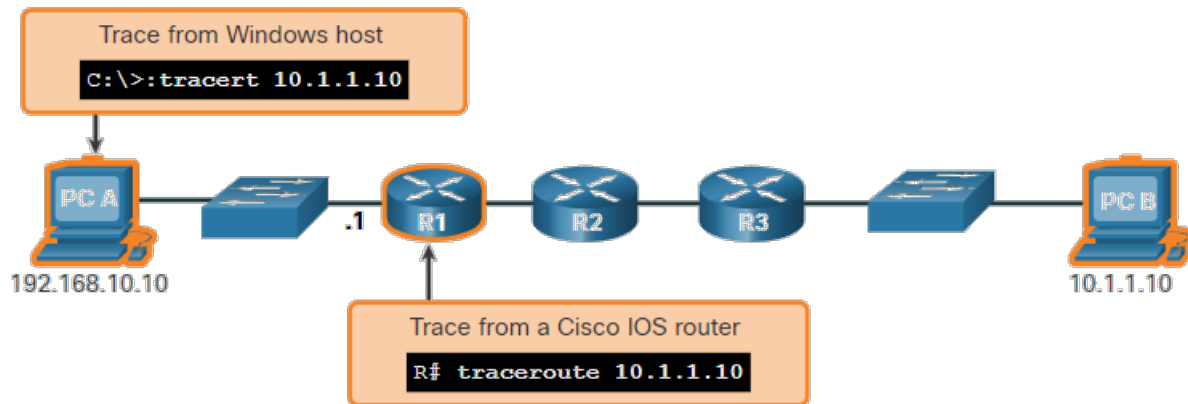 Trace from Windows host
C:\>:tracert 10.1.1.10
PC A
.1
R1
R2
R3
PC B
192.168.10.10
10.1.1.10
Trace from a Cisco IOS router
R# traceroute 10.1.1.10